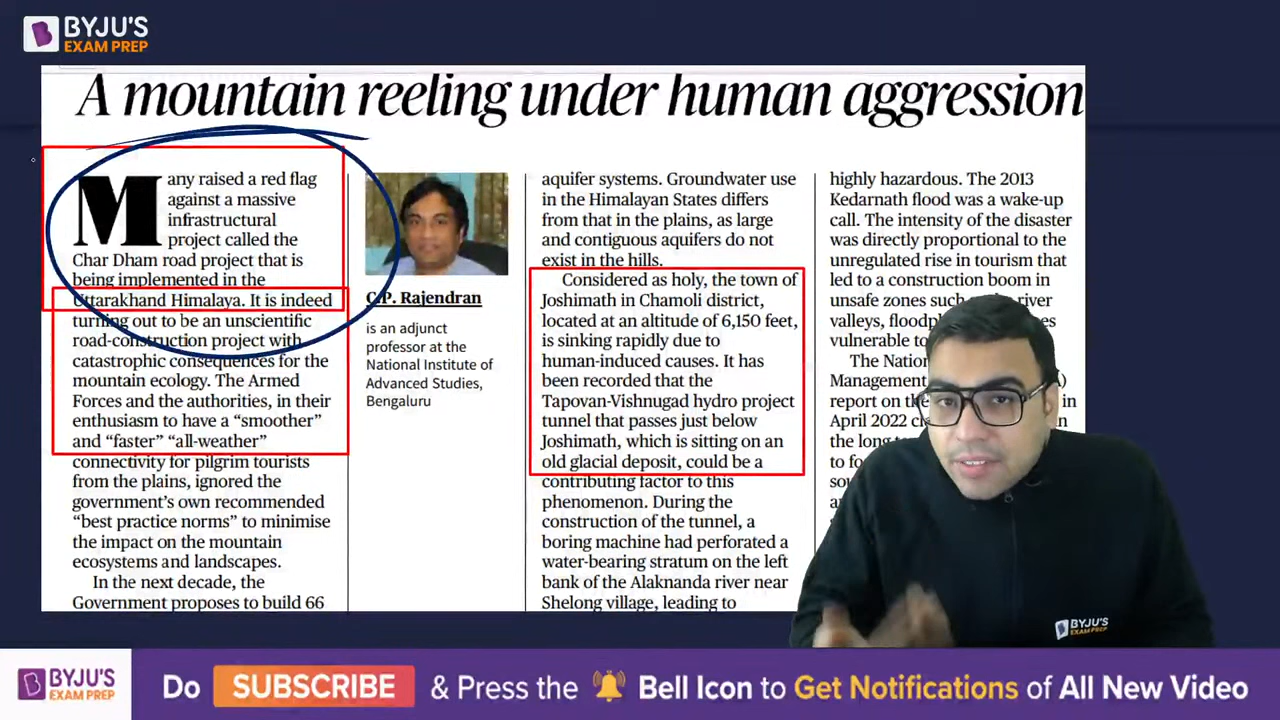 BYJU'S
EXAM PREP
A mountain reeling under human aggression
Many raised a red flag
against a massive
infrastructural
project called the
Char Dham road project that is
being implemented in the
Uttarakhand Himalaya. It is indeed
turning out to be an unscientific
road-construction project with
catastrophic consequences for the
mountain ecology. The Armed
Forces and the authorities, in their
enthusiasm to have a “smoother”
and “faster” “all-weather”
connectivity for pilgrim tourists
from the plains, ignored the
government’s own recommended
“best practice norms” to minimise
the impact on the mountain
ecosystems and landscapes.
In the next decade, the
Government proposes to build 66
C.P. Rajendran
is an adjunct
professor at the
National Institute of
Advanced Studies,
Bengaluru
aquifer systems. Groundwater use
in the Himalayan States differs
from that in the plains, as large
and contiguous aquifers do not
exist in the hills.
Considered as holy, the town of
Joshimath in Chamoli district,
located at an altitude of 6,150 feet,
is sinking rapidly due to
human-induced causes. It has
been recorded that the
Tapovan-Vishnugad hydro project
tunnel that passes just below
Joshimath, which is sitting on an
old glacial deposit, could be a
contributing factor to this
phenomenon. During the
construction of the tunnel, a
boring machine had perforated a
water-bearing stratum on the left
bank of the Alaknanda river near
Shelong village, leading to
highly hazardous. The 2013
Kedarnath flood was a wake-up
call. The intensity of the disaster
was directly proportional to the
unregulated rise in tourism that
led to a construction boom in
unsafe zones such river
valleys,
vulnerable to
The
Management
report on in
April 2022
the long
to
BYJU'S
EXAM PREP
BYJU'S
EXAM PREP
Do SUBSCRIBE & Press the Bell Icon to Get Notifications of All New Video